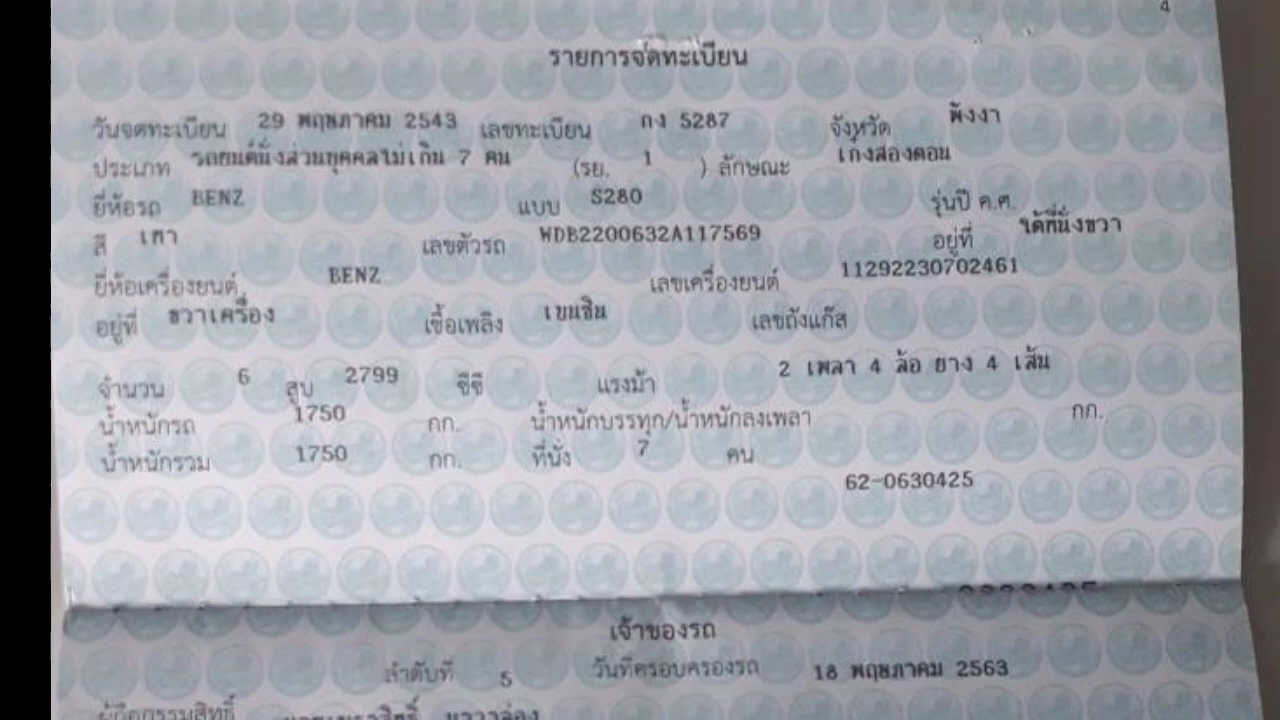 4
รายการจดทะเบียน
วันจดทะเบียน 29 พฤษภาคม 2543 เลขทะเบียน กง 5287 จังหวัด พังงา
ประเภท รถยนต์นั่งส่วนบุคคลไม่เกิน 7 คน (รย. 1 ) ลักษณะ เก๋งสองตอน
ยี่ห้อรถ BENZ แบบ S280 รุ่นปี ค.ศ.
สี เทา เลขตัวรถ WDB2200632A117569 อยู่ที่ ใต้ที่นั่งขวา
ยี่ห้อเครื่องยนต์ BENZ เลขเครื่องยนต์ 11292230702461
อยู่ที่ ขวาเครื่อง เชื้อเพลิง เบนซิน เลขถังแก๊ส
จำนวน 6 สูบ 2799 ซีซี แรงม้า 2 เพลา 4 ล้อ ยาง 4 เส้น
น้ำหนักรถ 1750 กก. น้ำหนักบรรทุก/น้ำหนักลงเพลา กก.
น้ำหนักรวม 1750 กก. ที่นั่ง 7 คน
62-0630425
เจ้าของรถ
ลำดับที่ 5 วันที่ครอบครองรถ 18 พฤษภาคม 2563
ผู้ถือกรรมสิทธิ์